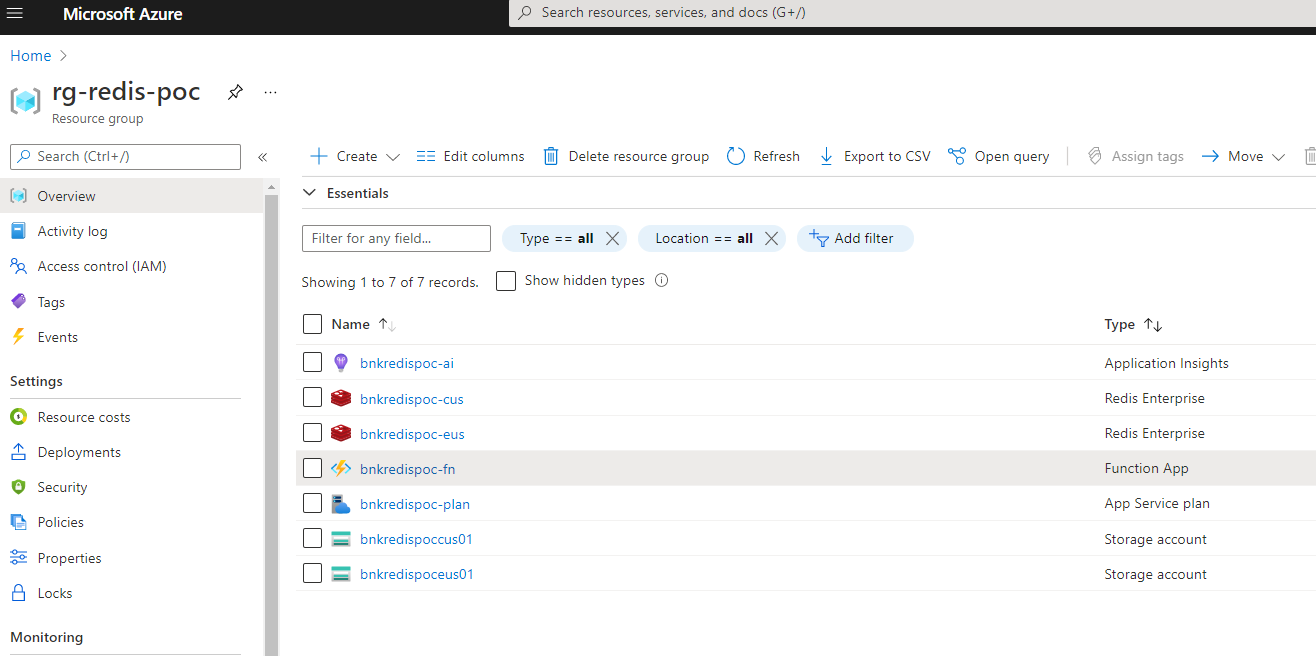 Microsoft Azure
Search resources, services, and docs (G+/)
Home
rg-redis-poc
Resource group
Search (Ctrl+/)
Overview
Activity log
Access control (IAM)
Tags
Events
Settings
Resource costs
Deployments
Security
Policies
Properties
Locks
Monitoring
Create Edit columns Delete resource group Refresh Export to CSV Open query Assign tags Move
Essentials
Filter for any field... Type == all Location == all Add filter
Showing 1 to 7 of 7 records. Show hidden types
Name Type
bnkredispoc-ai Application Insights
bnkredispoc-cus Redis Enterprise
bnkredispoc-eus Redis Enterprise
bnkredispoc-fn Function App
bnkredispoc-plan App Service plan
bnkredispoccus01 Storage account
bnkredispoceus01 Storage account